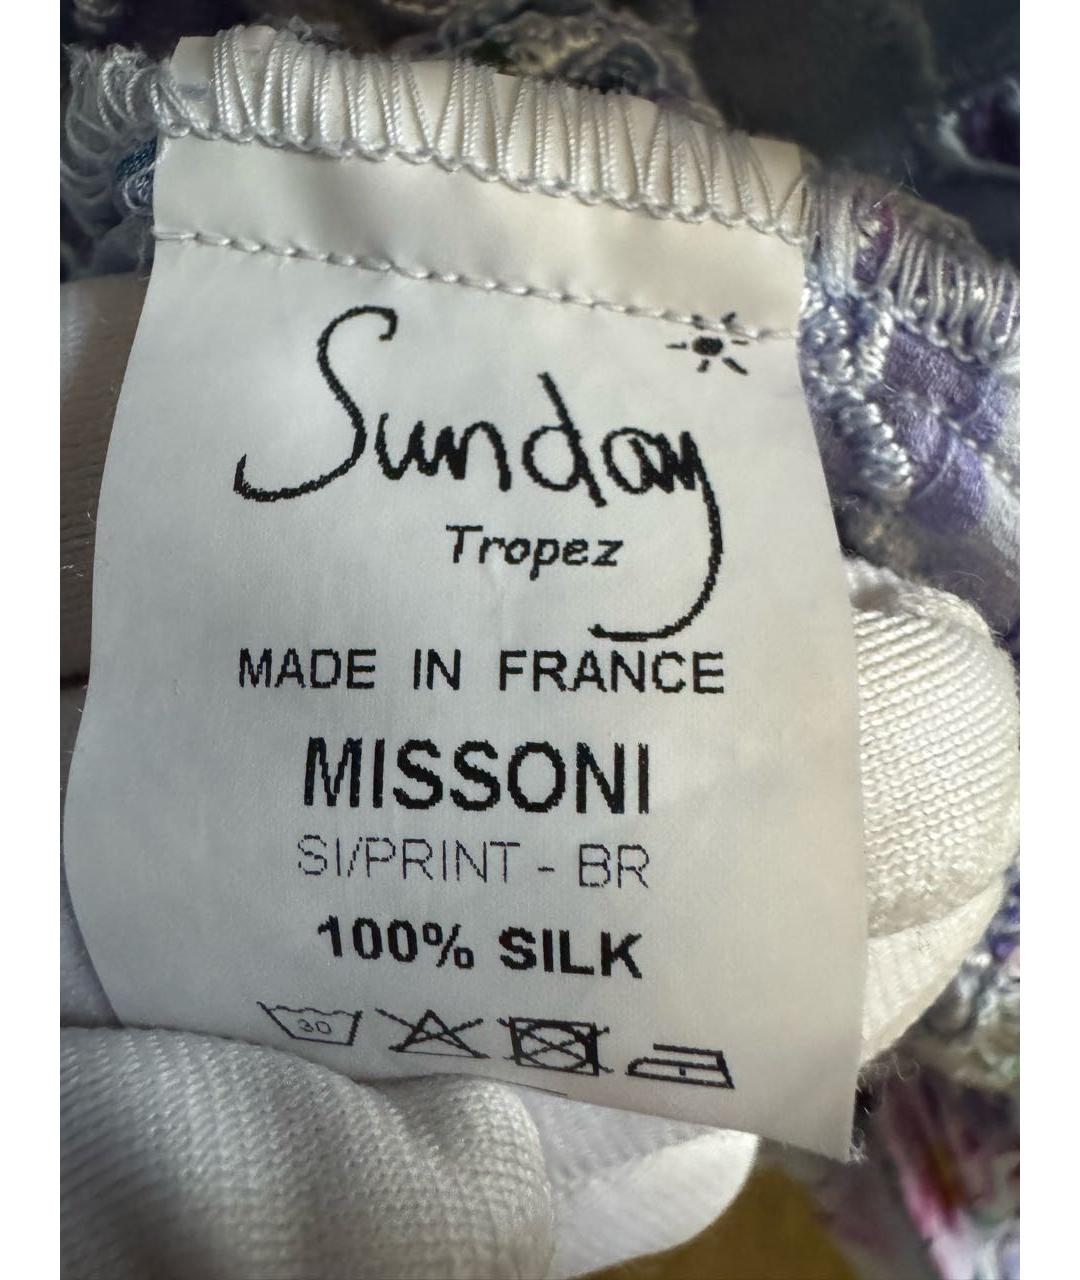 Sunday
Tropez
MADE IN FRANCE
MISSONI
SI/PRINT - BR
100% SILK
30